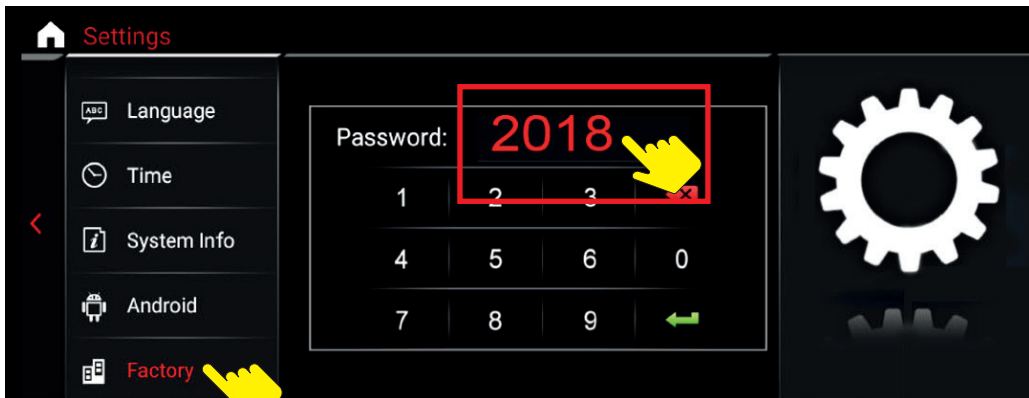 Settings
ABC Language
Time
i System Info
Android
Factory
Password: 2018
1 2 3
4 5 6 0
7 8 9